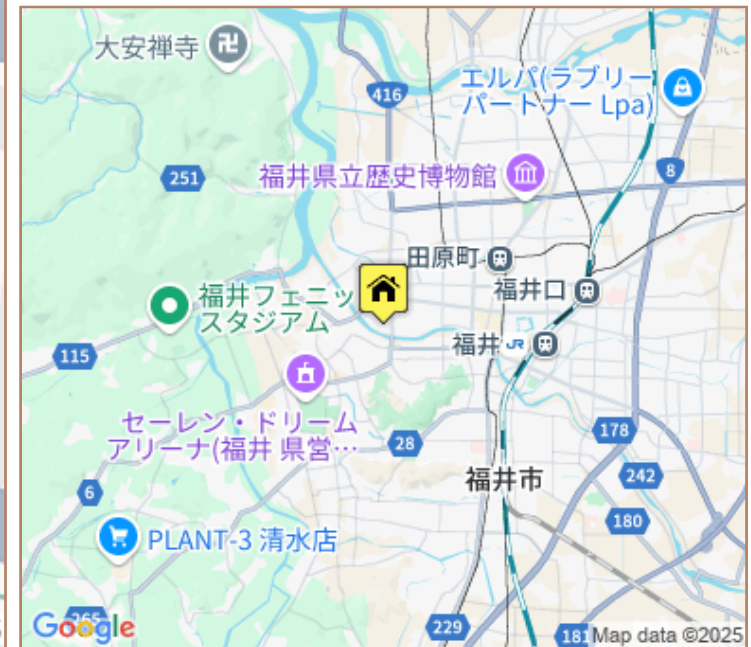 大安禅寺
416
エルパ(ラブリー
パートナー Lpa)
8
251
福井県立歴史博物館
田原町
福井フェニッ
スタジアム
福井口
福井 JR
115
セーレン・ドリーム
アリーナ(福井 県営…
28
178
福井市
242
6
180
PLANT-3 清水店
265
Google
229
181
Map data ©2025